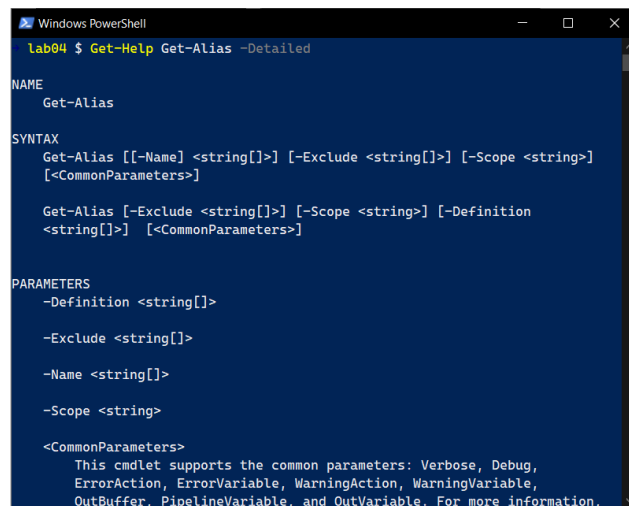 Windows PowerShell
lab04 $ Get-Help Get-Alias -Detailed
NAME
Get-Alias
SYNTAX
Get-Alias [[-Name] <string[]>] [-Exclude <string[]>] [-Scope <string>]
[<CommonParameters>]
Get-Alias [-Exclude <string[]>] [-Scope <string>] [-Definition
<string[]>]  [<CommonParameters>]
PARAMETERS
-Definition <string[]>
-Exclude <string[]>
-Name <string[]>
-Scope <string>
<CommonParameters>
This cmdlet supports the common parameters: Verbose, Debug,
ErrorAction, ErrorVariable, WarningAction, WarningVariable,
OutBuffer, PipelineVariable, and OutVariable. For more information,